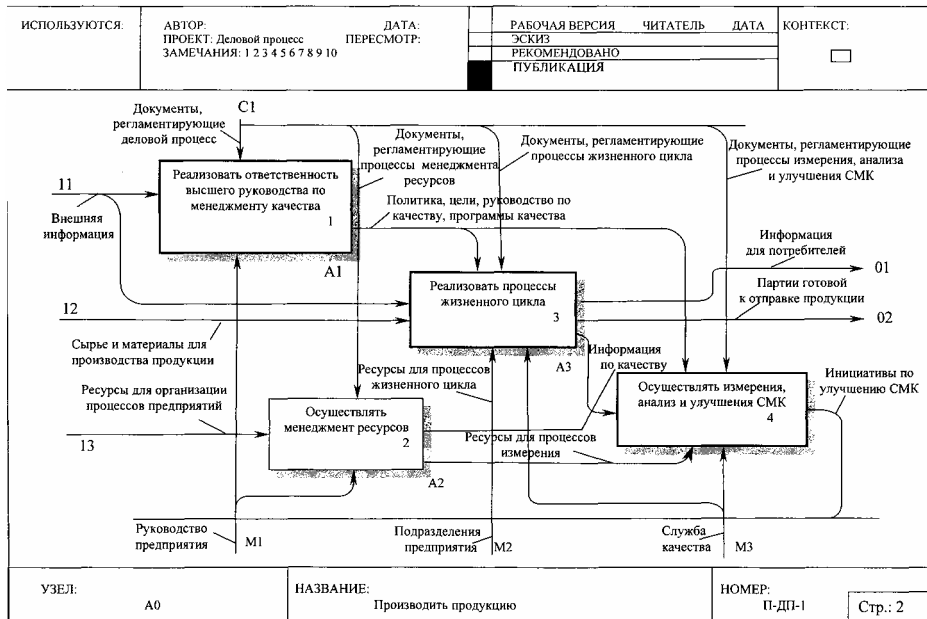 ИСПОЛЬЗУЮТСЯ:
АВТОР:
ДАТА:
ПРОЕКТ: Деловой процесс
ПЕРЕСМОТР:
ЗАМЕЧАНИЯ: 1 2 3 4 5 6 7 8 9 10
РАБОЧАЯ ВЕРСИЯ
ЧИТАТЕЛЬ
ДАТА
ЭСКИЗ
РЕКОМЕНДОВАНО
ПУБЛИКАЦИЯ
КОНТЕКСТ:
C1
Документы,
регламентирующие
деловой процесс
Документы,
регламентирующие
процессы менеджмента
ресурсов
Документы, регламентирующие
процессы жизненного цикла
Документы, регламентирующие
процессы измерения, анализа
и улучшения СМК
11
Внешняя
информация
Реализовать ответственность
высшего руководства по
менеджменту качества
1
A1
Политика, цели, руководство по
качеству, программы качества
Информация
для потребителей
01
Партии готовой
к отправке продукции
02
Реализовать процессы
жизненного цикла
3
A3
12
Сырье и материалы для
производства продукции
Ресурсы для процессов
жизненного цикла
Информация
по качеству
Инициативы по
улучшению СМК
Ресурсы для организации
процессов предприятий
13
Осуществлять
менеджмент ресурсов
2
A2
Осуществлять измерения,
анализ и улучшения СМК
4
Ресурсы для процессов
измерения
Руководство
предприятия
M1
Подразделения
предприятия
M2
Служба
качества
M3
УЗЕЛ:
A0
НАЗВАНИЕ:
Производить продукцию
НОМЕР:
П-ДП-1
Стр.: 2